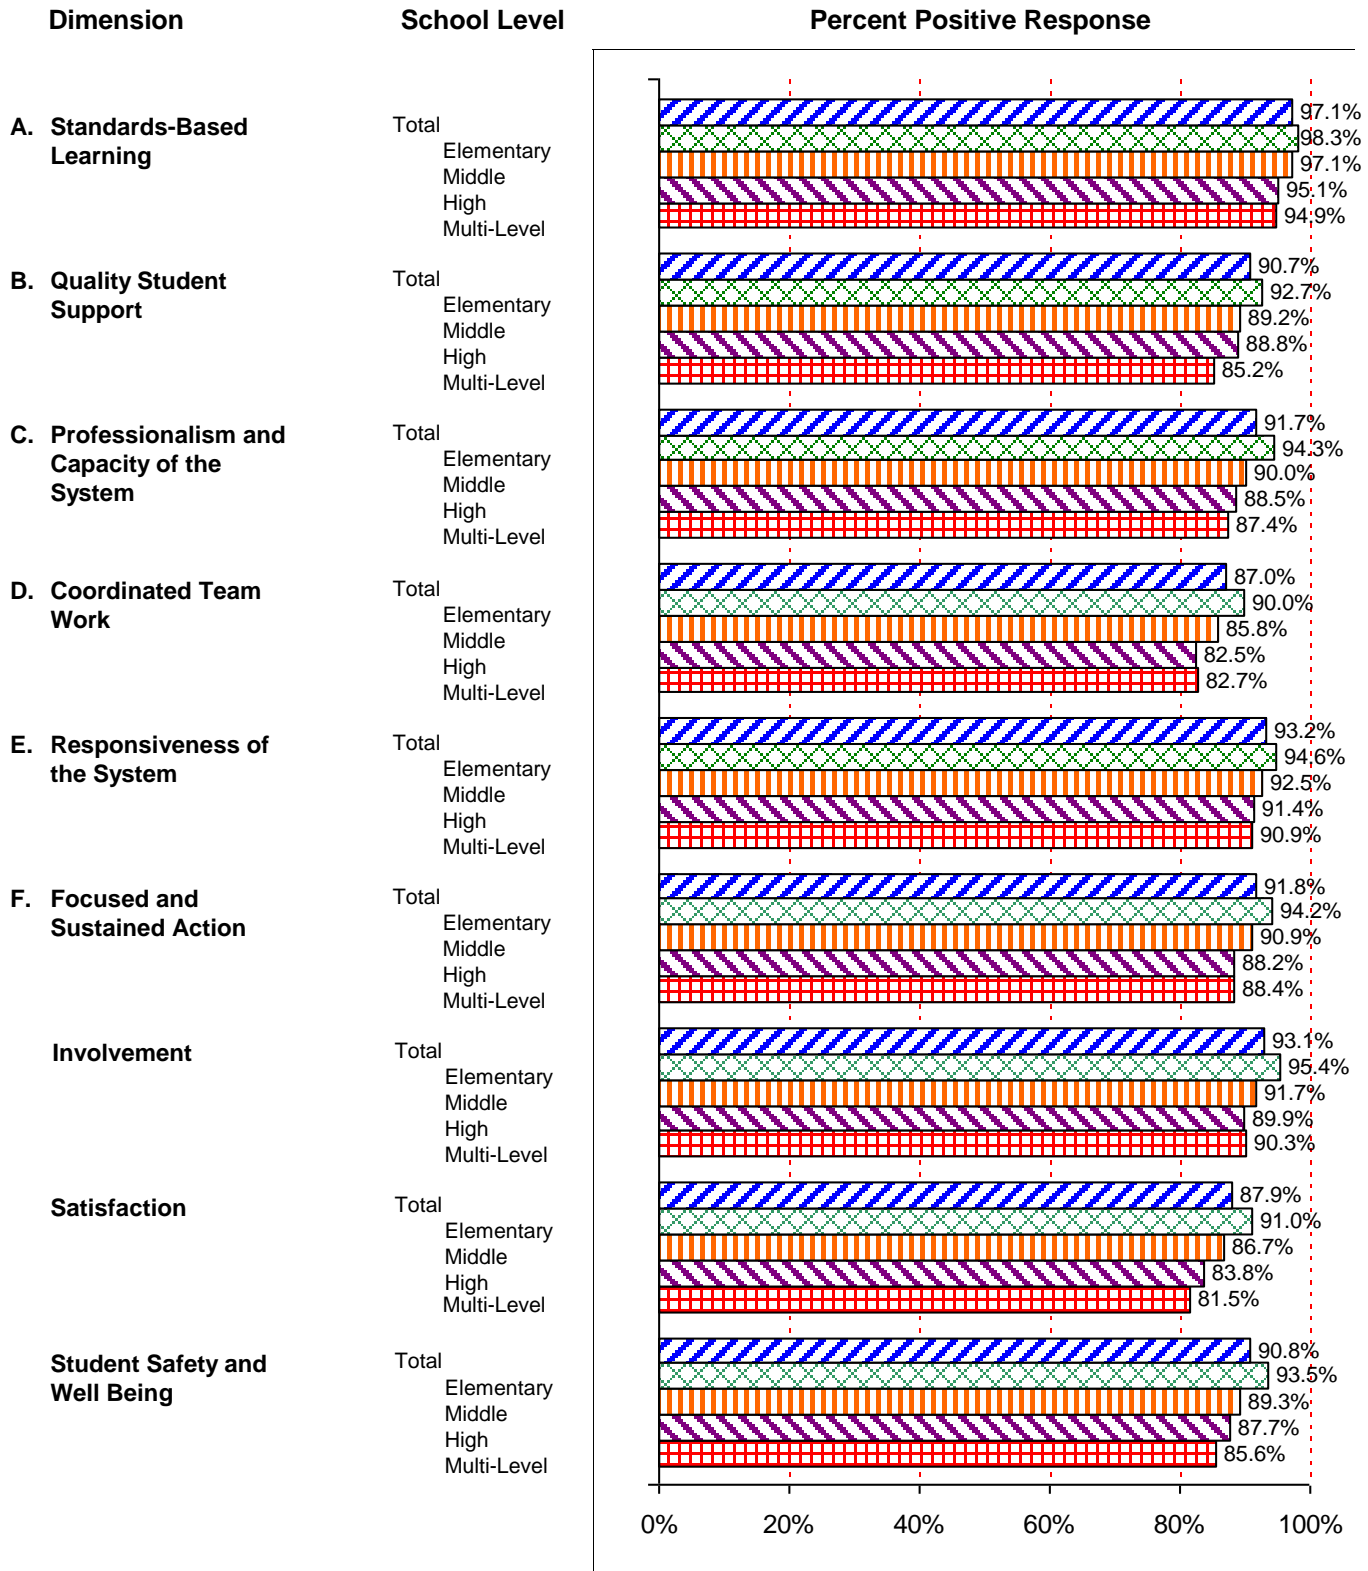 Dimension School Level Percent Positive Response
A. Standards-Based
Learning
Total
Elementary
Middle
High
Multi-Level
97.1%
98.3%
97.1%
95.1%
94.9%
B. Quality Student
Support
Total
Elementary
Middle
High
Multi-Level
90.7%
92.7%
89.2%
88.8%
85.2%
C. Professionalism and
Capacity of the
System
Total
Elementary
Middle
High
Multi-Level
91.7%
94.3%
90.0%
88.5%
87.4%
D. Coordinated Team
Work
Total
Elementary
Middle
High
Multi-Level
87.0%
90.0%
85.8%
82.5%
82.7%
E. Responsiveness of
the System
Total
Elementary
Middle
High
Multi-Level
93.2%
94.6%
92.5%
91.4%
90.9%
F. Focused and
Sustained Action
Total
Elementary
Middle
High
Multi-Level
91.8%
94.2%
90.9%
88.2%
88.4%
Involvement
Total
Elementary
Middle
High
Multi-Level
93.1%
95.4%
91.7%
89.9%
90.3%
Satisfaction
Total
Elementary
Middle
High
Multi-Level
87.9%
91.0%
86.7%
83.8%
81.5%
Student Safety and
Well Being
Total
Elementary
Middle
High
Multi-Level
90.8%
93.5%
89.3%
87.7%
85.6%
0% 20% 40% 60% 80% 100%